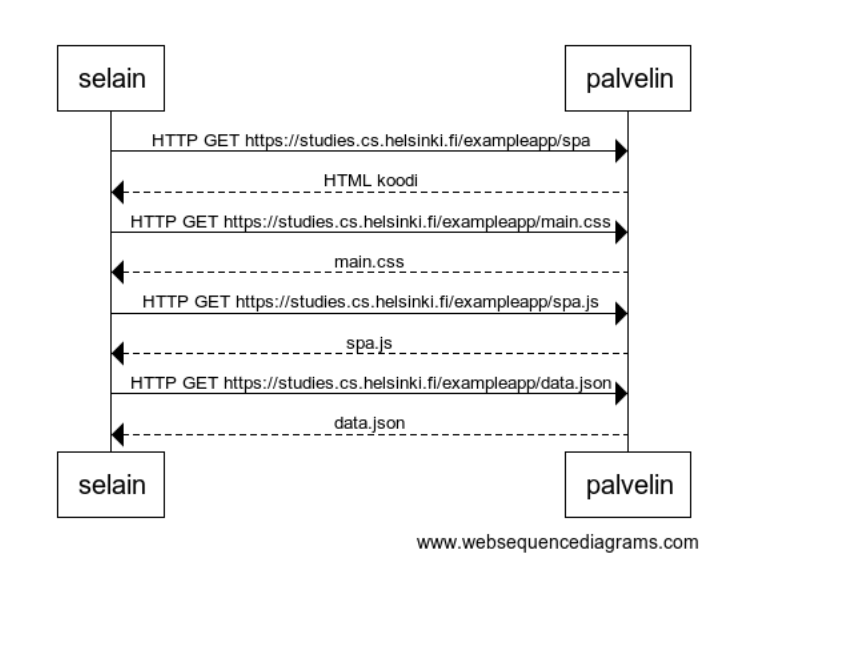 selain palvelin
HTTP GET https://studies.cs.helsinki.fi/exampleapp/spa
HTML koodi
HTTP GET https://studies.cs.helsinki.fi/exampleapp/main.css
main.css
HTTP GET https://studies.cs.helsinki.fi/exampleapp/spa.js
spa.js
HTTP GET https://studies.cs.helsinki.fi/exampleapp/data.json
data.json
selain palvelin
www.websequencediagrams.com